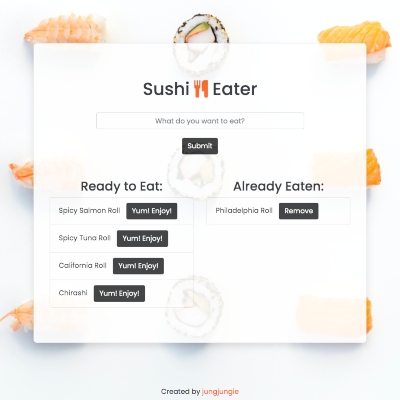 Sushi Eater
What do you want to eat?
Submit
Ready to Eat:
Spicy Salmon Roll Yum! Enjoy!
Spicy Tuna Roll Yum! Enjoy!
California Roll Yum! Enjoy!
Chirashi Yum! Enjoy!
Already Eaten:
Philadelphia Roll Remove
Created by jungjungie